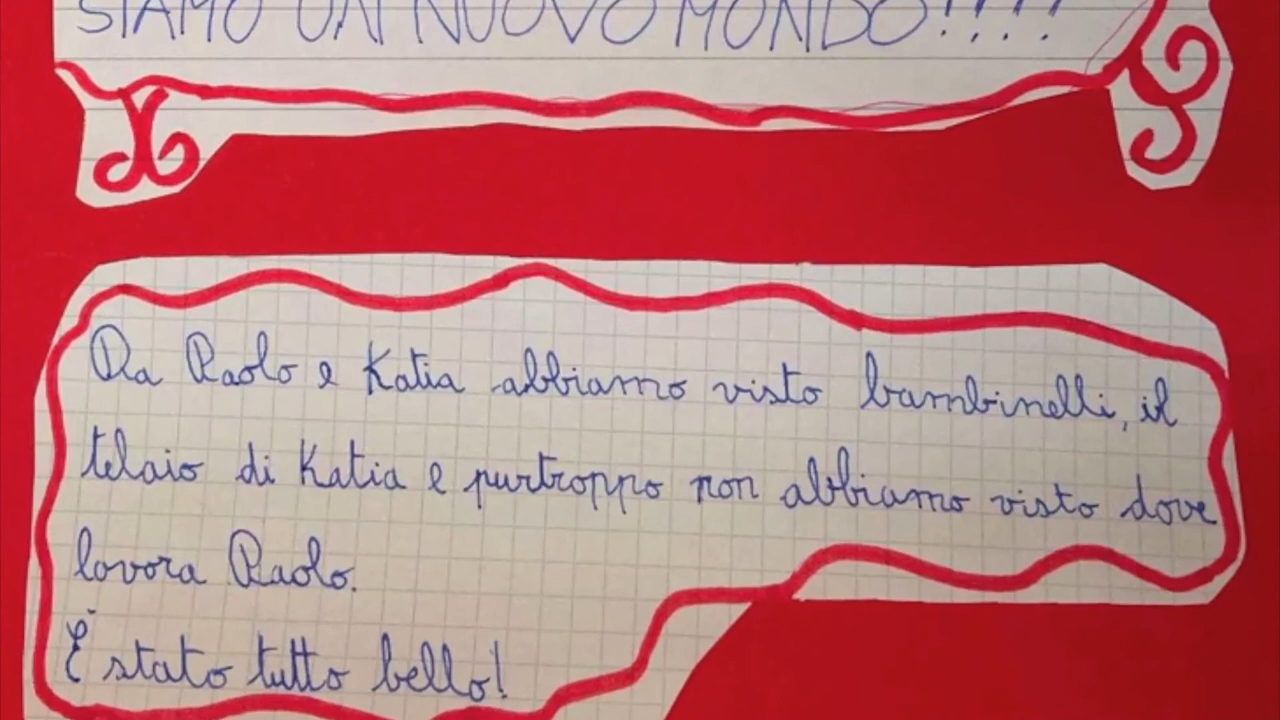 SIAMO UN NUOVO MONDO!!!!
Da Paolo e Katia abbiamo visto bambinelli, il
telaio di Katia e purtroppo non abbiamo visto dove
lavora Paolo.
È stato tutto bello!